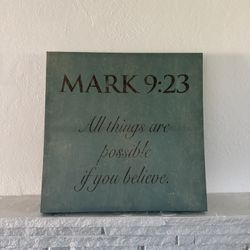 MARK 9:23
All things are
possible
if you believe.